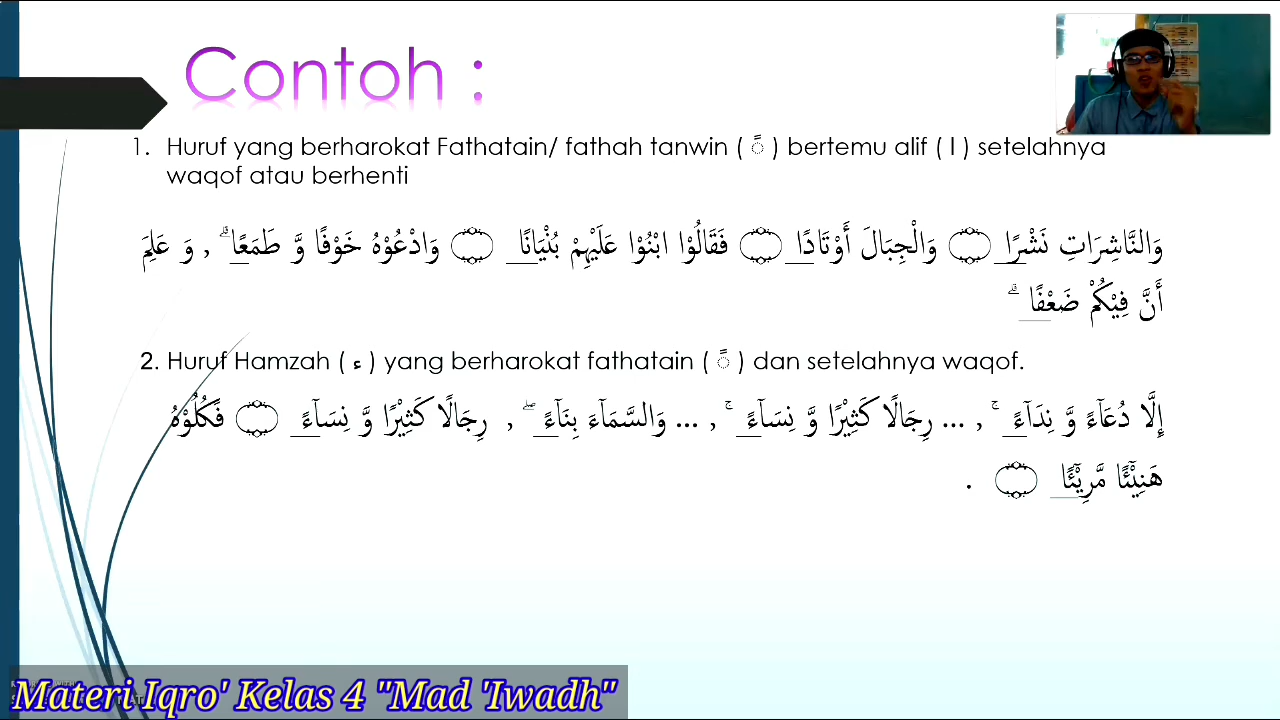 Contoh :
1. Huruf yang berharokat Fathatain/ fathah tanwin ( ً ) bertemu alif ( ا ) setelahnya
waqof atau berhenti
وَالنَّاشِرَاتِ نَشْرًا ۝ وَالْجِبَالَ أَوْتَادًا ۝ فَقَالُوْا ابْنُوْا عَلَيْهِمْ بُنْيَانًا ۝ وَادْعُوْهُ خَوْفًا وَّ طَمَعًا ۗ , وَ عَلِمَ
أَنَّ فِيْكُمْ ضَعْفًا ۗ
2. Huruf Hamzah ( ء ) yang berharokat fathatain ( ً ) dan setelahnya waqof.
إِلَّا دُعَآءً وَّ نِدَآءً ۚ , ... رِجَالًا كَثِيْرًا وَّ نِسَآءً ۚ , ... وَالسَّمَآءَ بِنَآءً ۖ , رِجَالًا كَثِيْرًا وَّ نِسَآءً ۝ فَكُلُوْهُ
هَنِيْٓئًا مَّرِيْٓئًا ۝ .
Materi Iqro' Kelas 4 "Mad 'Iwadh"